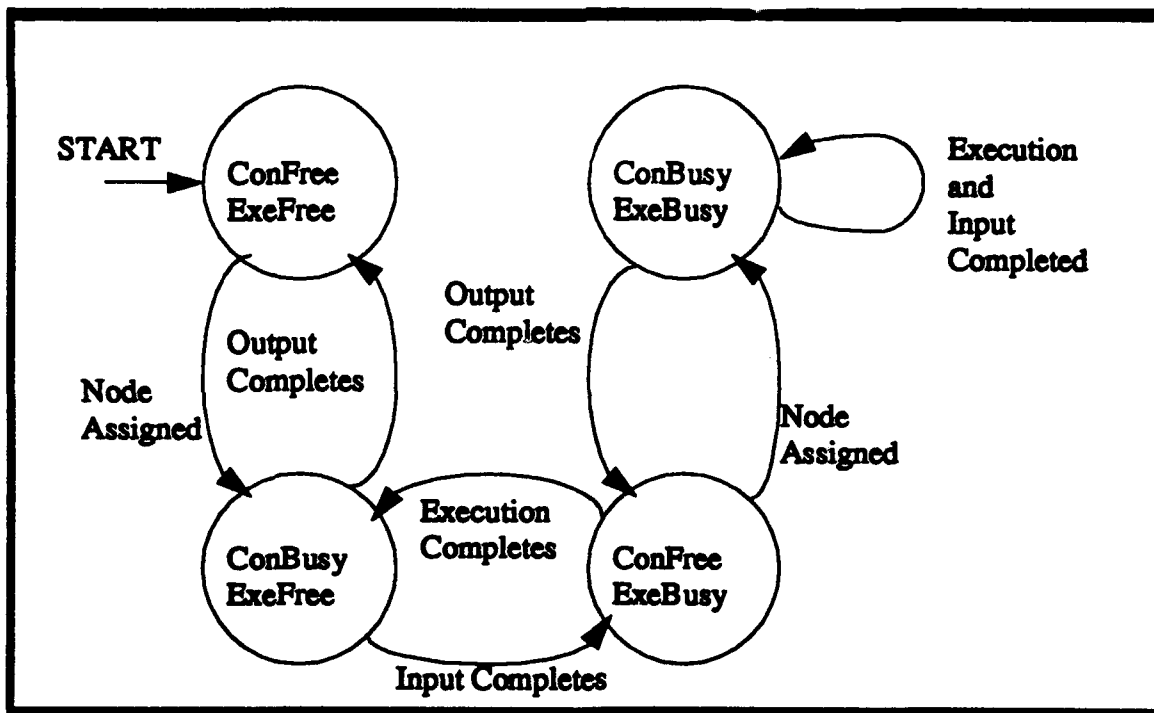 START
ConFree
ExeFree
ConBusy
ExeBusy
Execution
and
Input
Completed
Output
Completes
Output
Completes
Node
Assigned
Node
Assigned
Execution
Completes
ConBusy
ExeFree
ConFree
ExeBusy
Input Completes